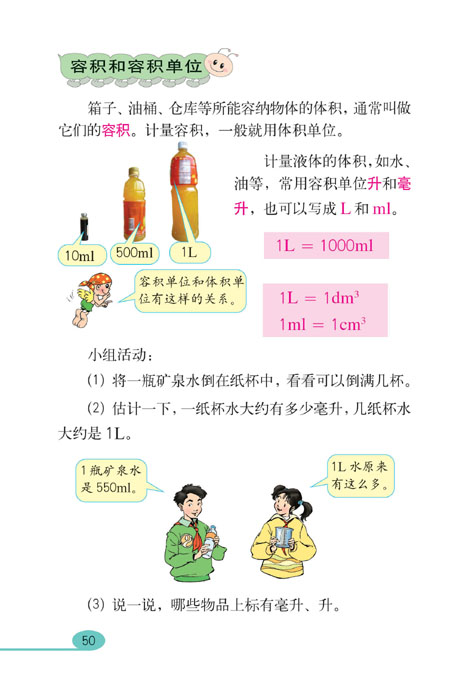 容积和容积单位
箱子、油桶、仓库等所能容纳物体的体积，通常叫做
它们的容积。计量容积，一般就用体积单位。
计量液体的体积，如水、
油等，常用容积单位升和毫
升，也可以写成 L 和 ml。
10ml
500ml
1L
1L = 1000ml
容积单位和体积单
位有这样的关系。
1L = 1dm³
1ml = 1cm³
小组活动：
(1) 将一瓶矿泉水倒在纸杯中，看看可以倒满几杯。
(2) 估计一下，一纸杯水大约有多少毫升，几纸杯水
大约是 1L。
1 瓶矿泉水
是 550ml。
1L 水原来
有这么多。
(3) 说一说，哪些物品上标有毫升、升。
50